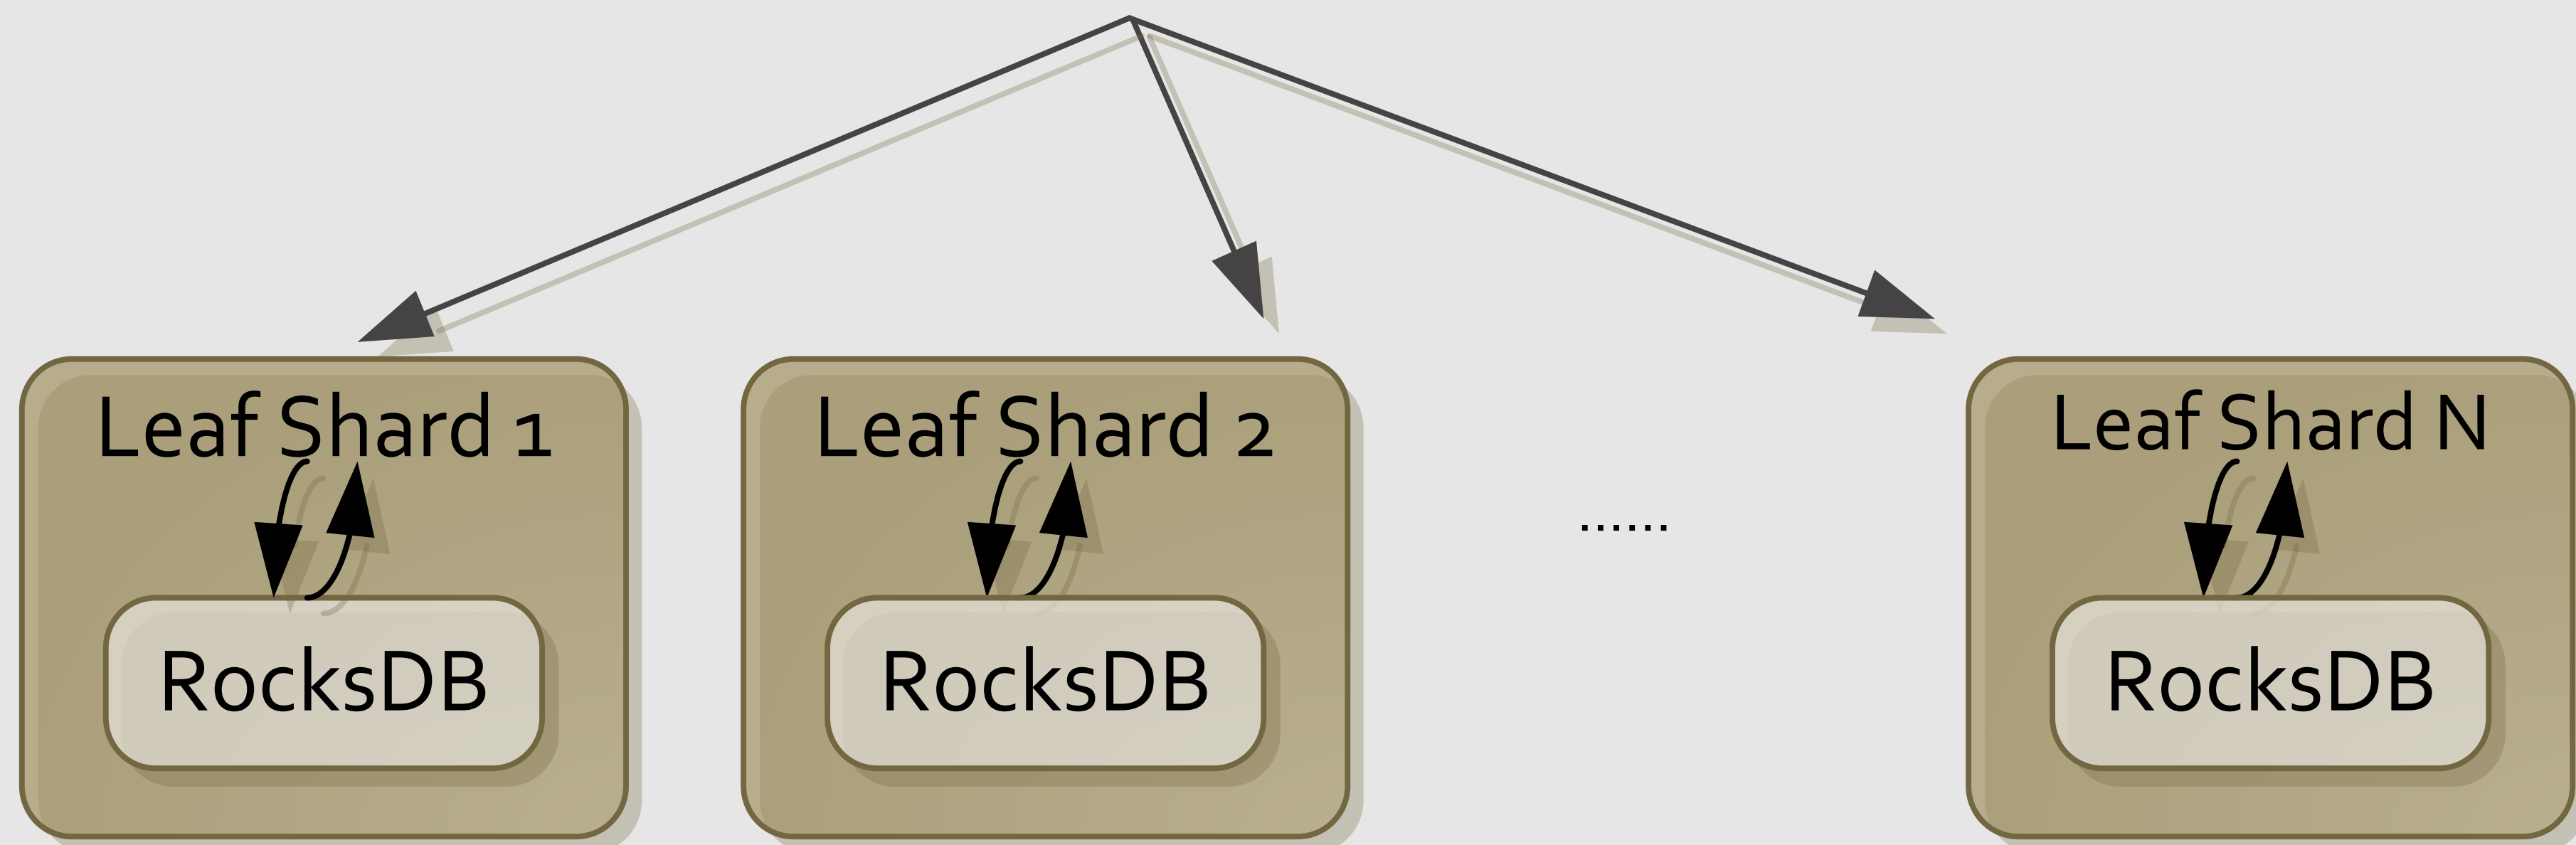 Leaf Shard 1
Leaf Shard 2
Leaf Shard N
......
RocksDB
RocksDB
RocksDB